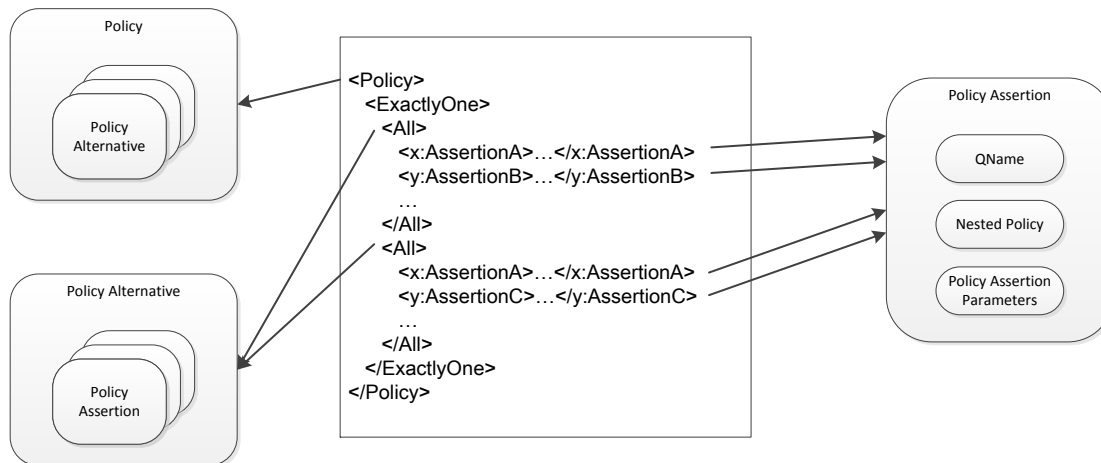 Policy
Policy
Alternative
Policy Alternative
Policy
Assertion
<Policy>
<ExactlyOne>
<All>
<x:AssertionA>…</x:AssertionA>
<y:AssertionB>…</y:AssertionB>
…
</All>
<All>
<x:AssertionA>…</x:AssertionA>
<y:AssertionC>…</y:AssertionC>
…
</All>
</ExactlyOne>
</Policy>
Policy Assertion
QName
Nested Policy
Policy Assertion
Parameters